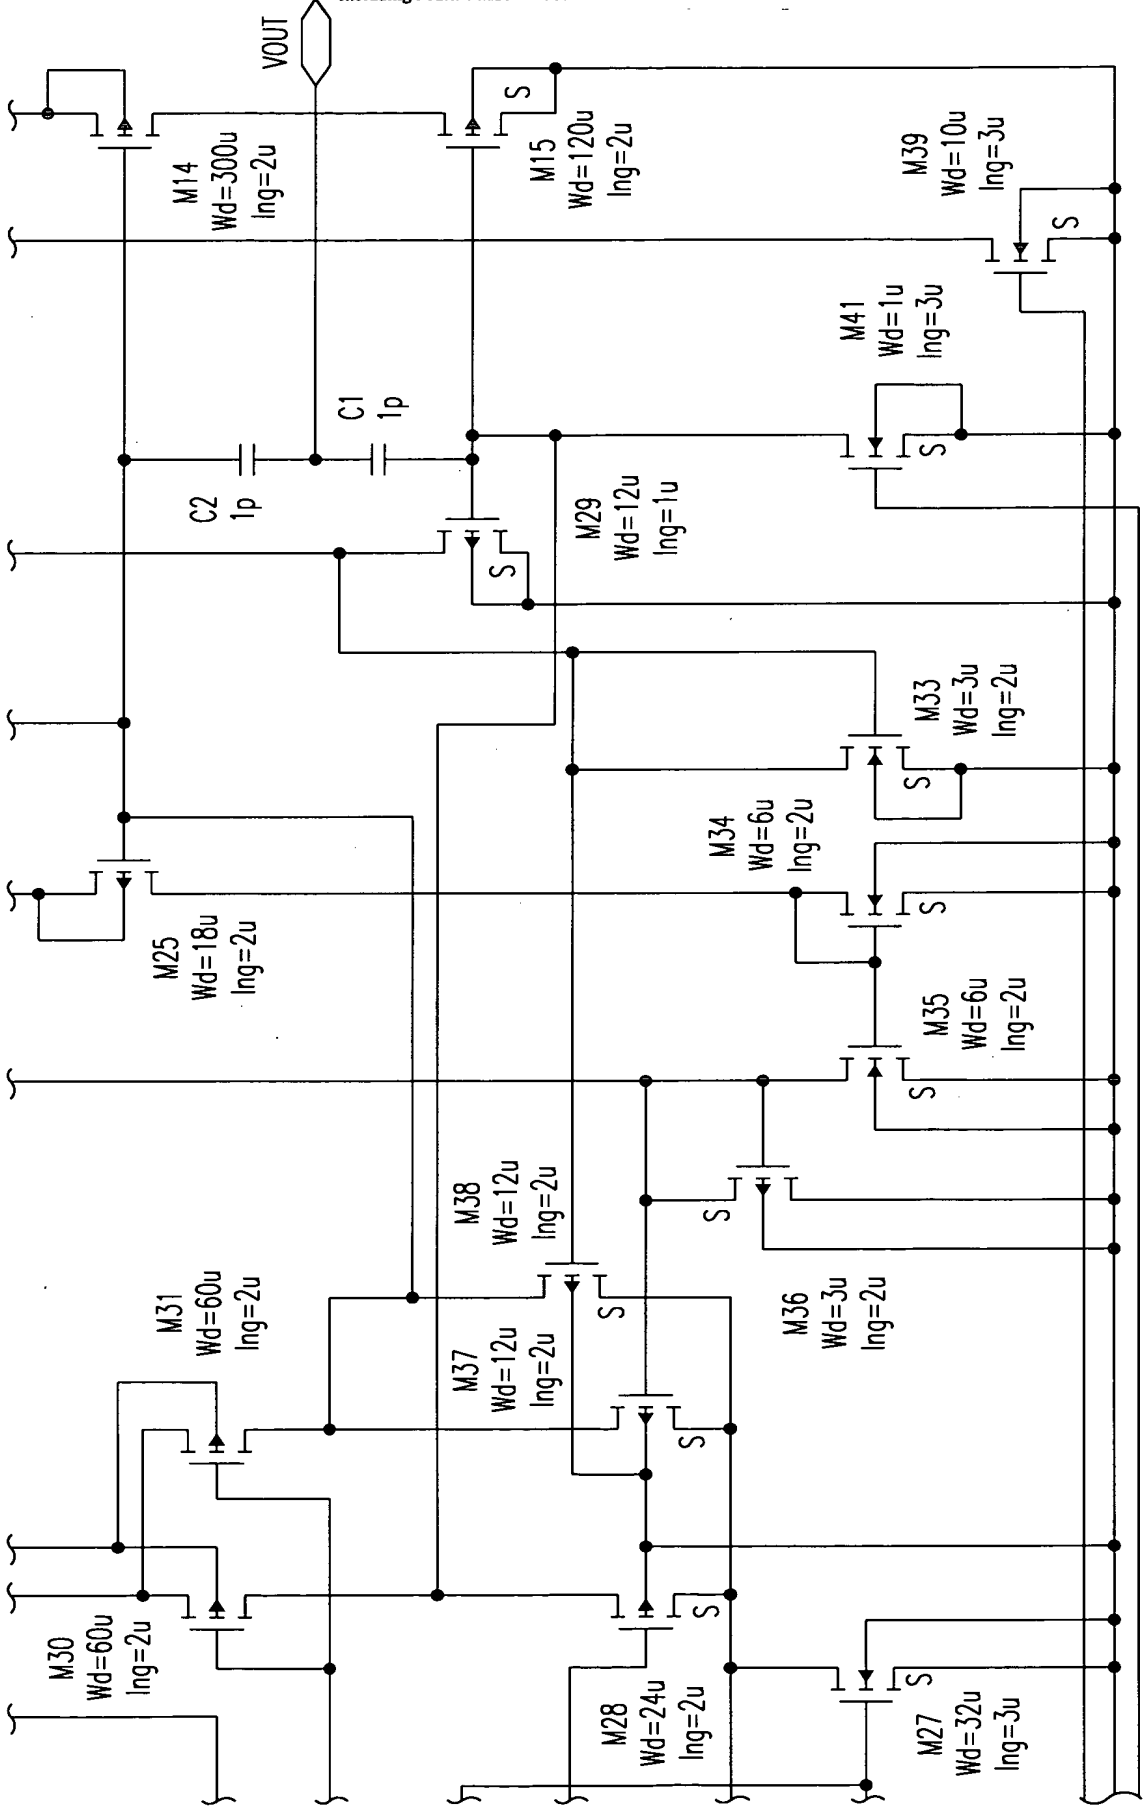 VOUT
M14
Wd=300u
lng=2u
S
M15
Wd=120u
lng=2u
M39
Wd=10u
lng=3u
S
M41
Wd=1u
lng=3u
S
C1
1p
C2
1p
M29
Wd=12u
lng=1u
S
M33
Wd=3u
lng=2u
S
M34
Wd=6u
lng=2u
S
M25
Wd=18u
lng=2u
M35
Wd=6u
lng=2u
S
M38
Wd=12u
lng=2u
S
M36
Wd=3u
lng=2u
S
M31
Wd=60u
lng=2u
M37
Wd=12u
lng=2u
S
M30
Wd=60u
lng=2u
M28
Wd=24u
lng=2u
S
M27
Wd=32u
lng=3u
S